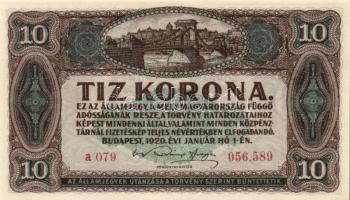 10 10
TIZ KORONA.
EZ AZ ÁLLAMJEGY A MÉLY MAGYARORSZÁG FÜGGŐ
ADÓSSÁGÁNAK RÉSZE, A TÖRVÉNY HATÁROZATAIHOZ
KÉPEST MINDENKI ÁLTAL, VALAMINT MINDEN KÖZPÉNZ-
TÁRNÁL FIZETÉSKÉP TELJES NÉVÉRTÉKBEN ELFOGADANDÓ.
BUDAPEST, 1920. ÉVI JANUÁR HÓ 1-ÉN.
a 079 056,589
10 10
AZ ÁLLAMJEGYEK UTÁNZÁSA A TÖRVÉNY SZERINT BÜNTETTETIK.